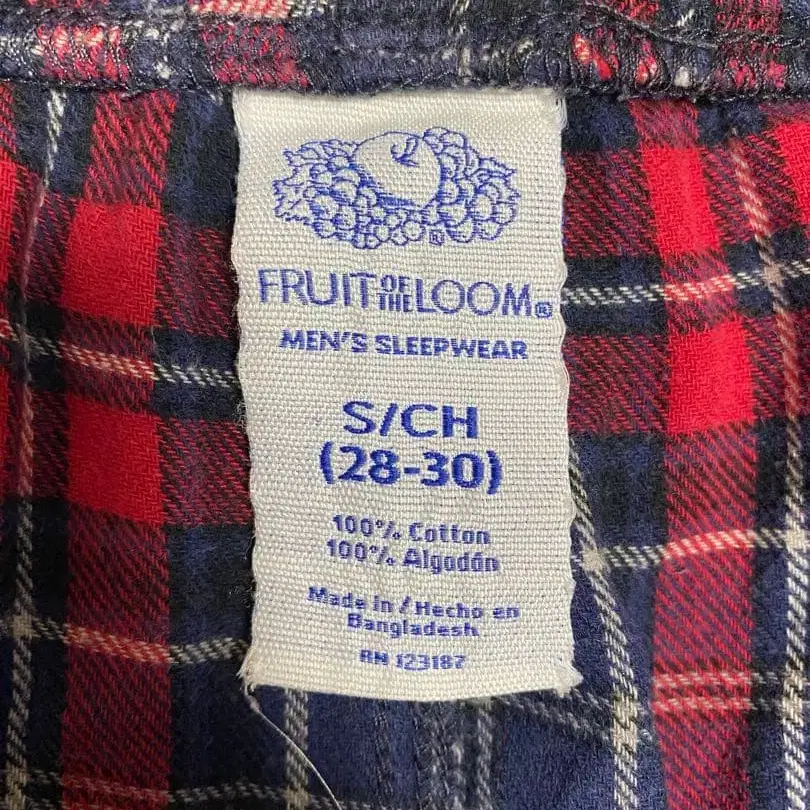 ®
FRUIT OF THE LOOM®
MEN'S SLEEPWEAR
S/CH
(28-30)
100% Cotton
100% Algodón
Made in / Hecho en
Bangladesh
RN 123187